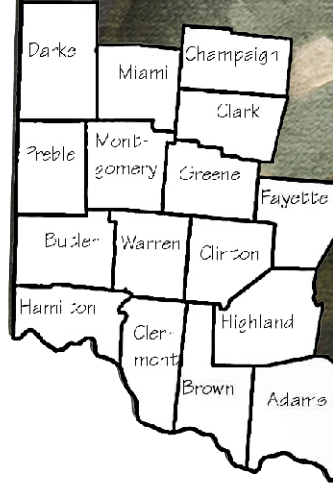 Darke
Champaign
Miami
Clark
Preble
Mont-
gomery
Greene
Fayette
Butler
Warren
Clinton
Hamilton
Highland
Cler-
mont
Brown
Adams